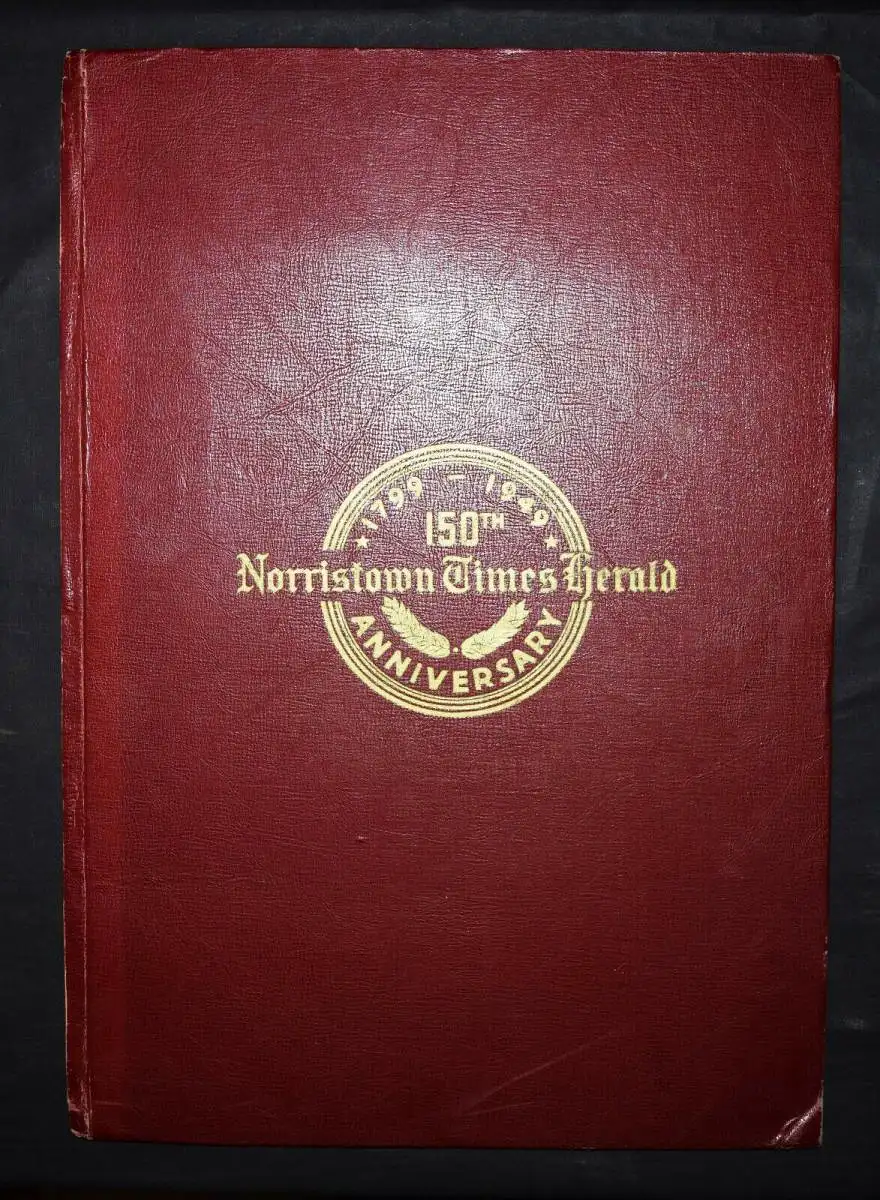 1799 - 1949
150TH
Norristown Times Herald
ANNIVERSARY